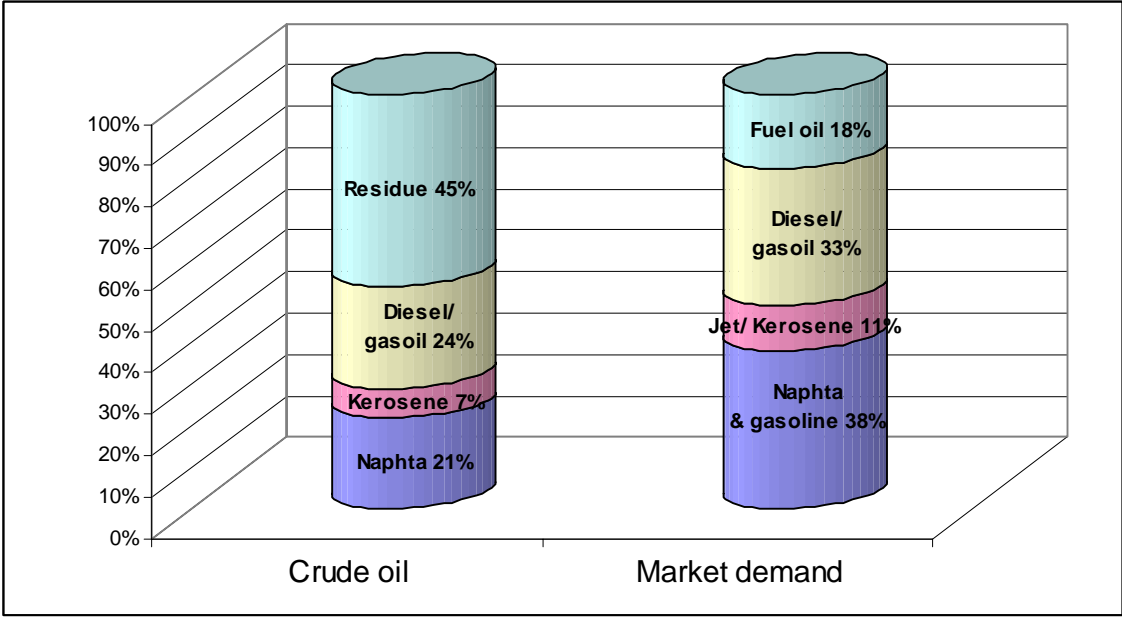 100%
90%
80%
70%
60%
50%
40%
30%
20%
10%
0%
Residue 45%
Diesel/
gasoil 24%
Kerosene 7%
Naphta 21%
Fuel oil 18%
Diesel/
gasoil 33%
Jet/ Kerosene 11%
Naphta
& gasoline 38%
Crude oil
Market demand